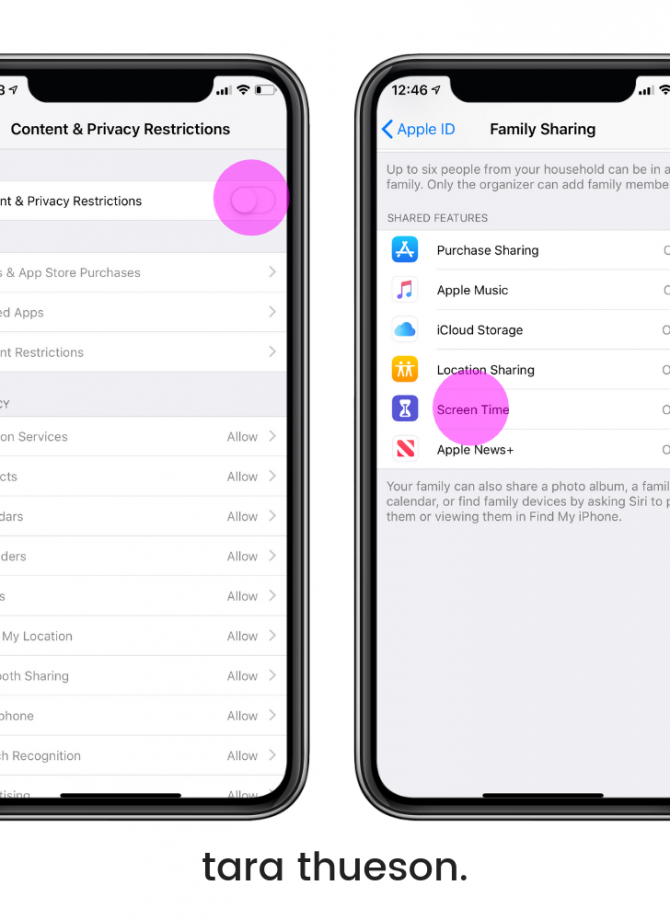 Content & Privacy Restrictions
nt & Privacy Restrictions
s & App Store Purchases
ed Apps
nt Restrictions
CY
on Services Allow
cts Allow
dars Allow
ders Allow
s Allow
My Location Allow
ooth Sharing Allow
phone Allow
ch Recognition Allow
tising Allow
12:46
Apple ID Family Sharing
Up to six people from your household can be in a
family. Only the organizer can add family membe
SHARED FEATURES
Purchase Sharing
Apple Music
iCloud Storage
Location Sharing
Screen Time
Apple News+
Your family can also share a photo album, a famil
calendar, or find family devices by asking Siri to p
them or viewing them in Find My iPhone.
tara thueson.